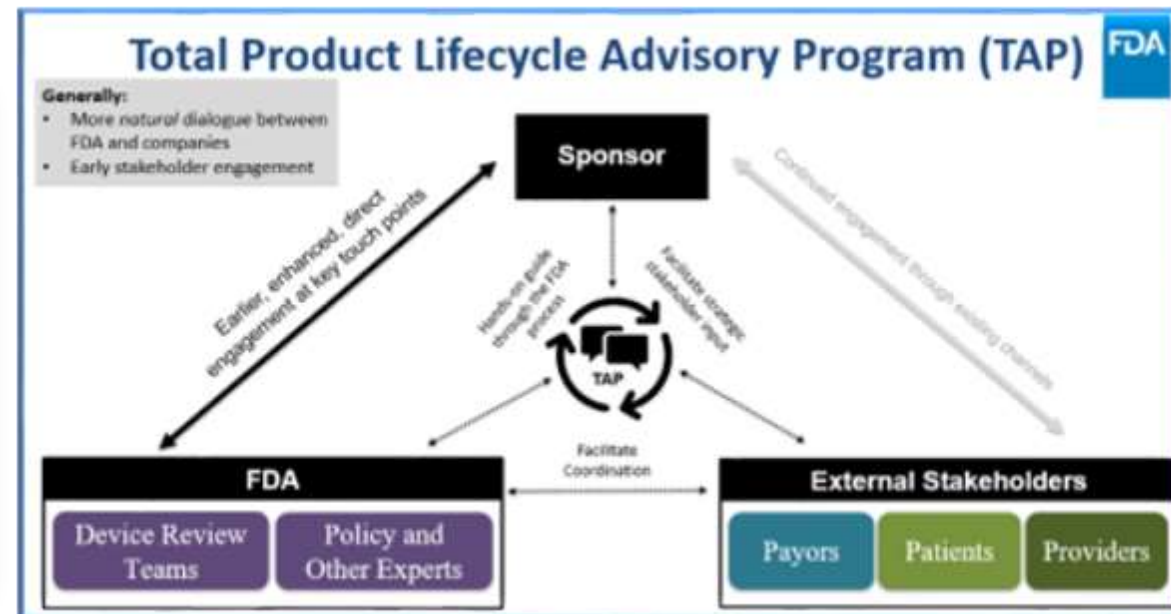 Total Product Lifecycle Advisory Program (TAP)
FDA
Generally:
• More natural dialogue between
FDA and companies
• Early stakeholder engagement
Sponsor
Earlier, enhanced, direct
engagement at key touch points
Hands-on guide
through the FDA
process
Facilitate strategic
stakeholder input
Continued engagement through existing channels
TAP
Facilitate
Coordination
FDA
Device Review
Teams
Policy and
Other Experts
External Stakeholders
Payors
Patients
Providers